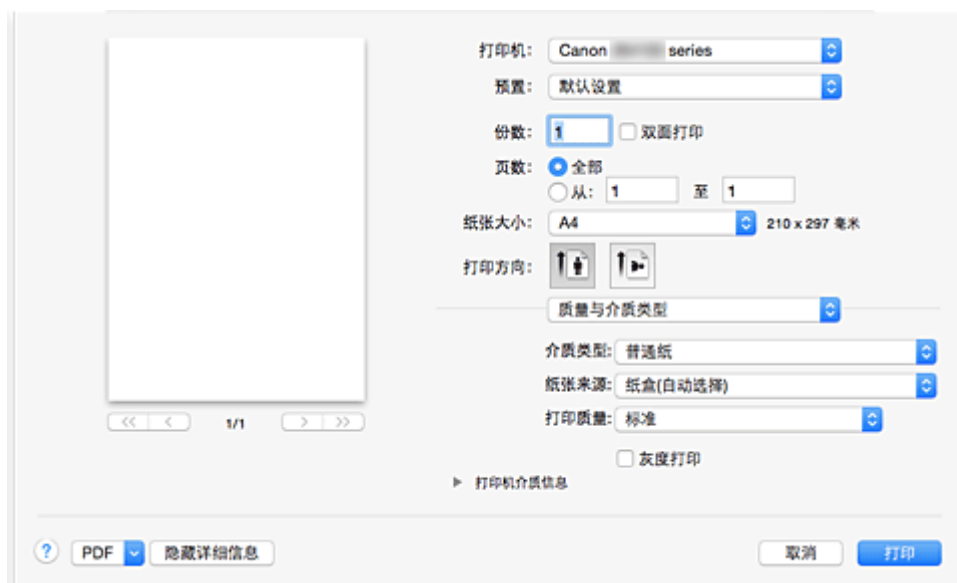 打印机: Canon series
预置: 默认设置
份数: 1 双面打印
页数: 全部
从: 1 至 1
纸张大小: A4 210 x 297 毫米
打印方向:
质量与介质类型
介质类型: 普通纸
纸张来源: 纸盒(自动选择)
打印质量: 标准
灰度打印
打印机介质信息
<< < 1/1 > >>
? PDF 隐藏详细信息 取消 打印